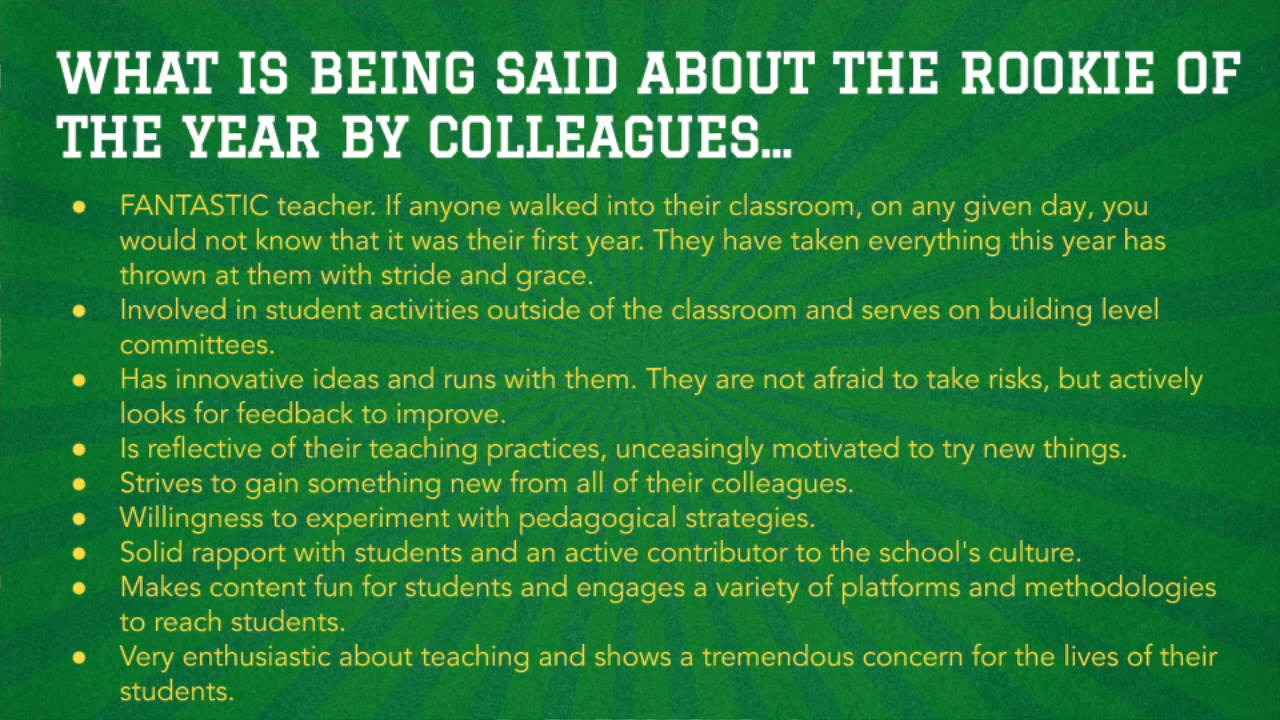 WHAT IS BEING SAID ABOUT THE ROOKIE OF
THE YEAR BY COLLEAGUES...
● FANTASTIC teacher. If anyone walked into their classroom, on any given day, you
would not know that it was their first year. They have taken everything this year has
thrown at them with stride and grace.
● Involved in student activities outside of the classroom and serves on building level
committees.
● Has innovative ideas and runs with them. They are not afraid to take risks, but actively
looks for feedback to improve.
● Is reflective of their teaching practices, unceasingly motivated to try new things.
● Strives to gain something new from all of their colleagues.
● Willingness to experiment with pedagogical strategies.
● Solid rapport with students and an active contributor to the school's culture.
● Makes content fun for students and engages a variety of platforms and methodologies
to reach students.
● Very enthusiastic about teaching and shows a tremendous concern for the lives of their
students.